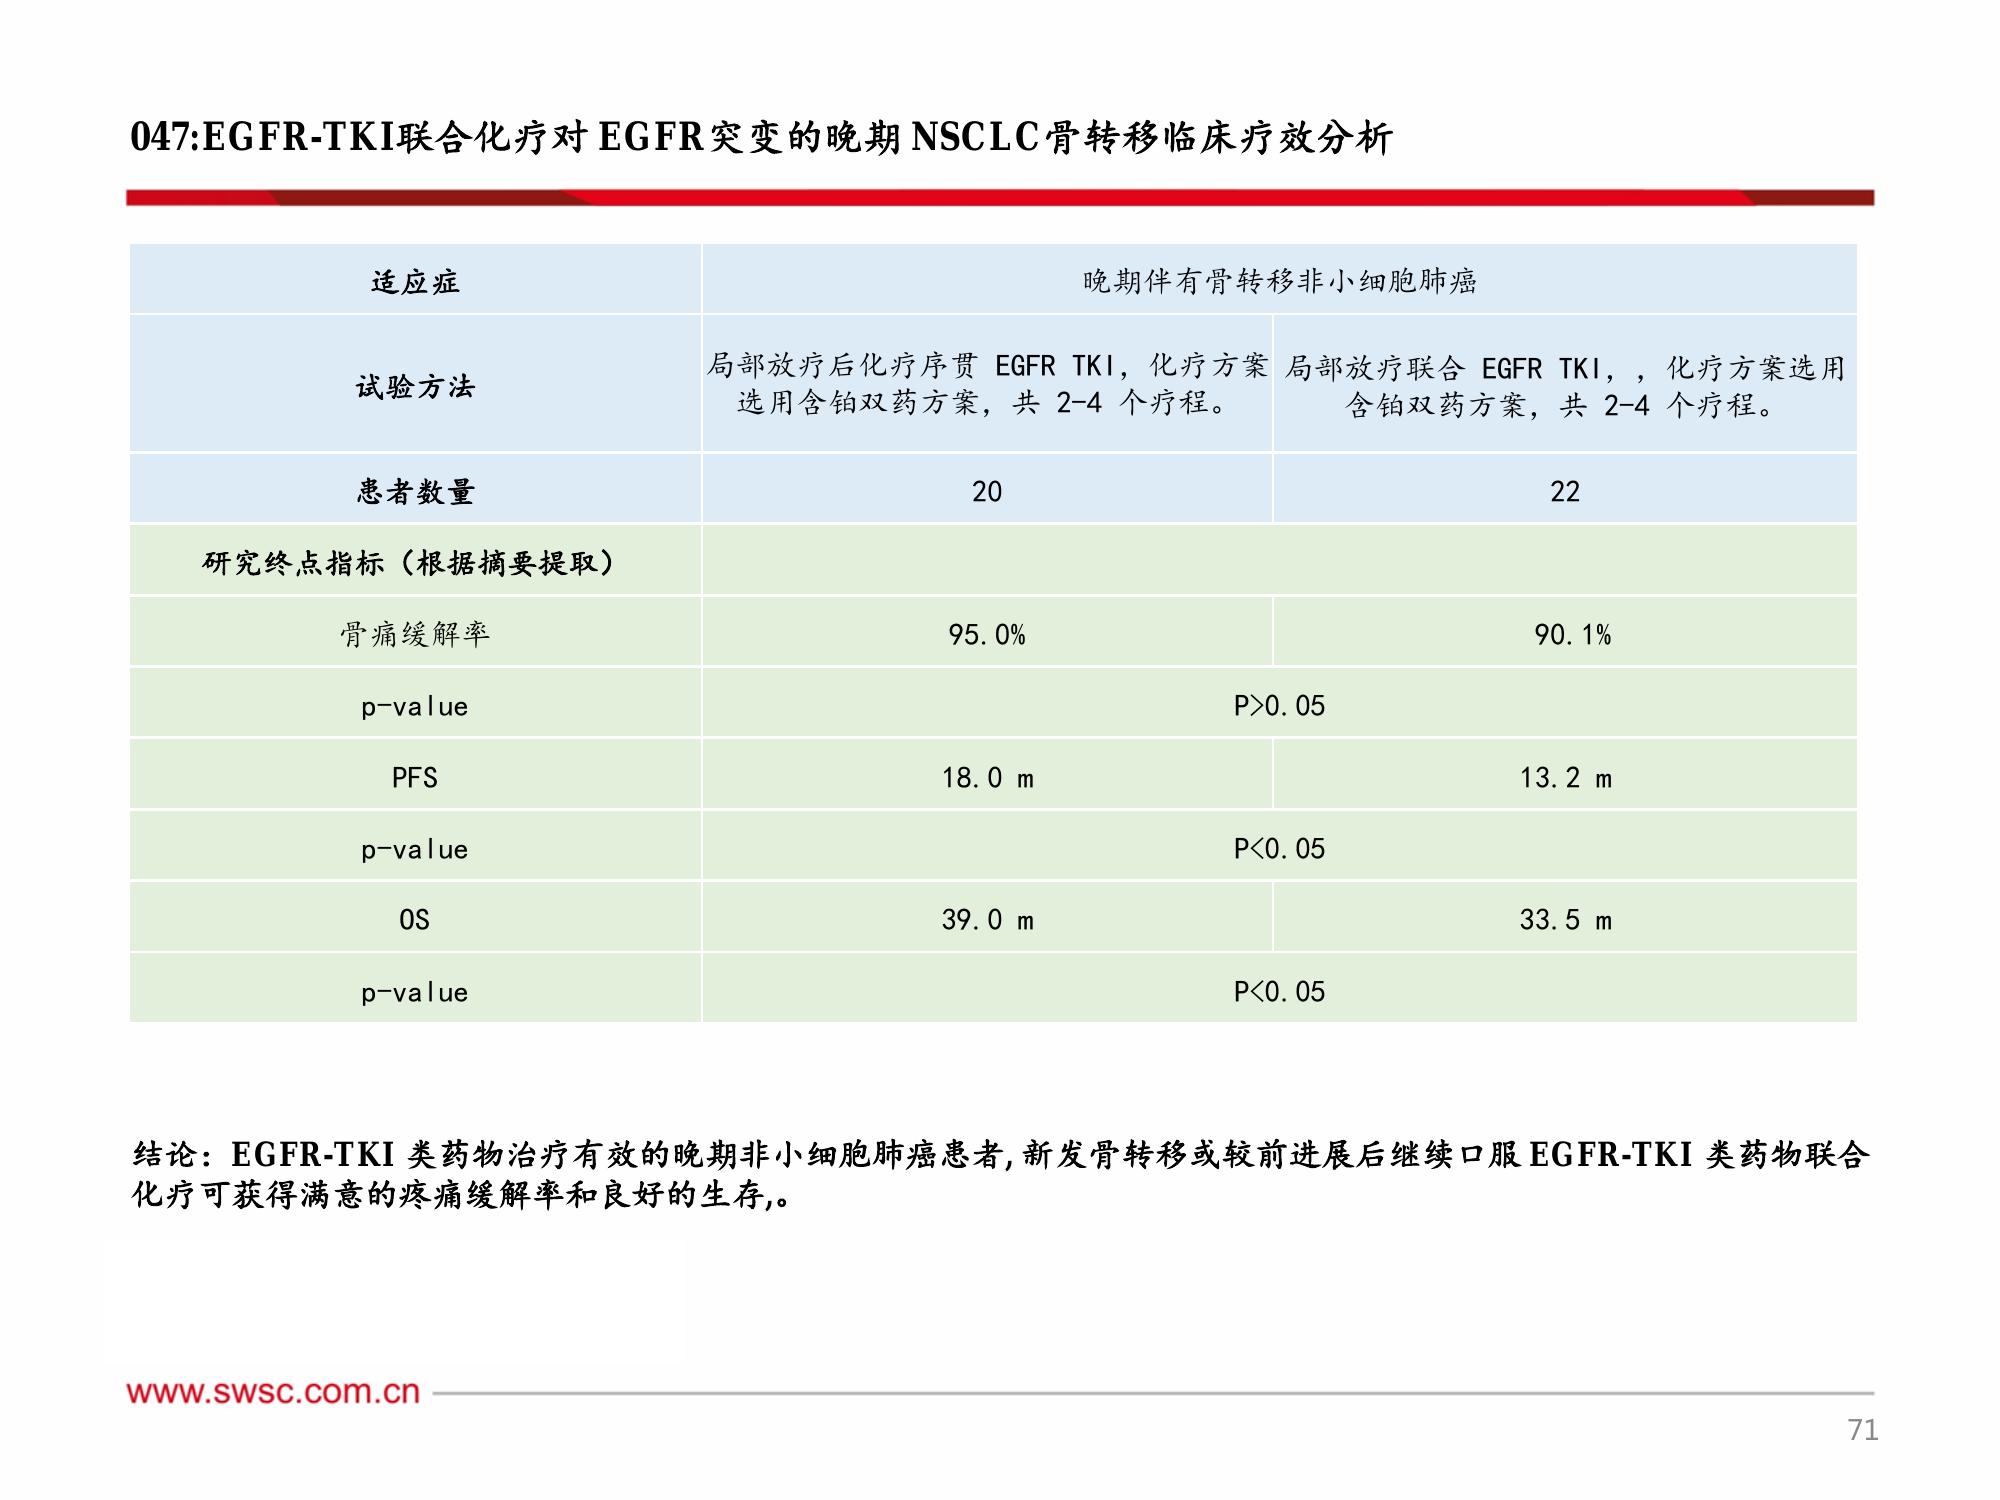 047:EGFR-TKI联合化疗对EGFR突变的晚期NSCLC骨转移临床疗效分析
适应症
晚期伴有骨转移非小细胞肺癌
试验方法
局部放疗后化疗序贯 EGFR TKI，化疗方案
选用含铂双药方案，共 2-4 个疗程。
局部放疗联合 EGFR TKI，，化疗方案选用
含铂双药方案，共 2-4 个疗程。
患者数量
20
22
研究终点指标（根据摘要提取）
骨痛缓解率
95.0%
90.1%
p-value
P>0.05
PFS
18.0 m
13.2 m
p-value
P<0.05
OS
39.0 m
33.5 m
p-value
P<0.05
结论：EGFR-TKI 类药物治疗有效的晚期非小细胞肺癌患者,新发骨转移或较前进展后继续口服EGFR-TKI 类药物联合
化疗可获得满意的疼痛缓解率和良好的生存,。
www.swsc.com.cn
71